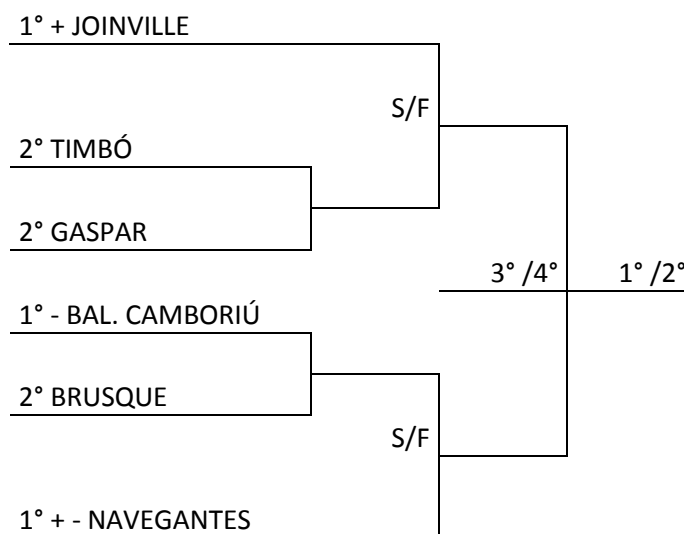 1° + JOINVILLE
S/F
2° TIMBÓ
2° GASPAR
3° /4°
1° /2°
1° - BAL. CAMBORIÚ
2° BRUSQUE
S/F
1° + - NAVEGANTES